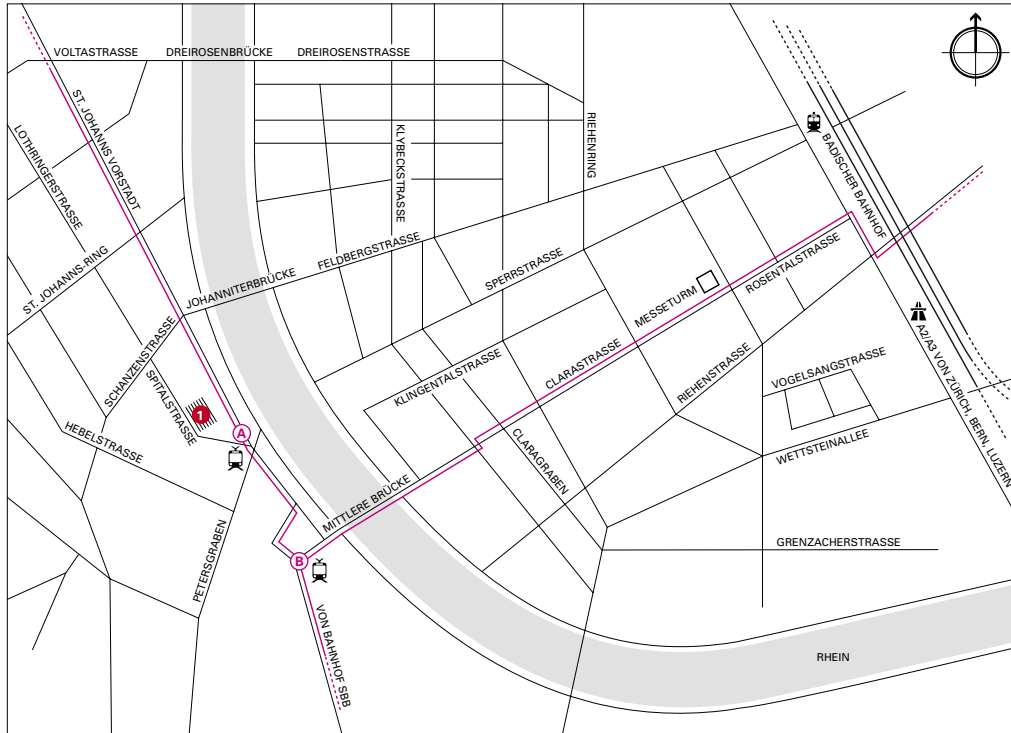 VOLTASTRASSE
DREIROSENBRÜCKE
DREIROSENSTRASSE
ST. JOHANNS VORSTADT
LOTHRINGERSTRASSE
KLYBECKSTRASSE
RIEHENRING
BADISCHER BAHNHOF
ST. JOHANNS-RING
JOHANNITERBRÜCKE
FELDBERGSTRASSE
SPERRSTRASSE
MESSETURM
ROSENTALSTRASSE
SCHANZENSTRASSE
SPITALSTRASSE
HEBELSTRASSE
1
A
KLINGENTALSTRASSE
CLARASTRASSE
RIEHENSTRASSE
VOGELSANGSTRASSE
A2/A3 VON ZÜRICH, BERN, LUZERN
CLARAGRABEN
WETTSTEINALLEE
MITTLERE BRÜCKE
PETERSGRABEN
B
GRENZACHERSTRASSE
VON BAHNHOF SBB
RHEIN